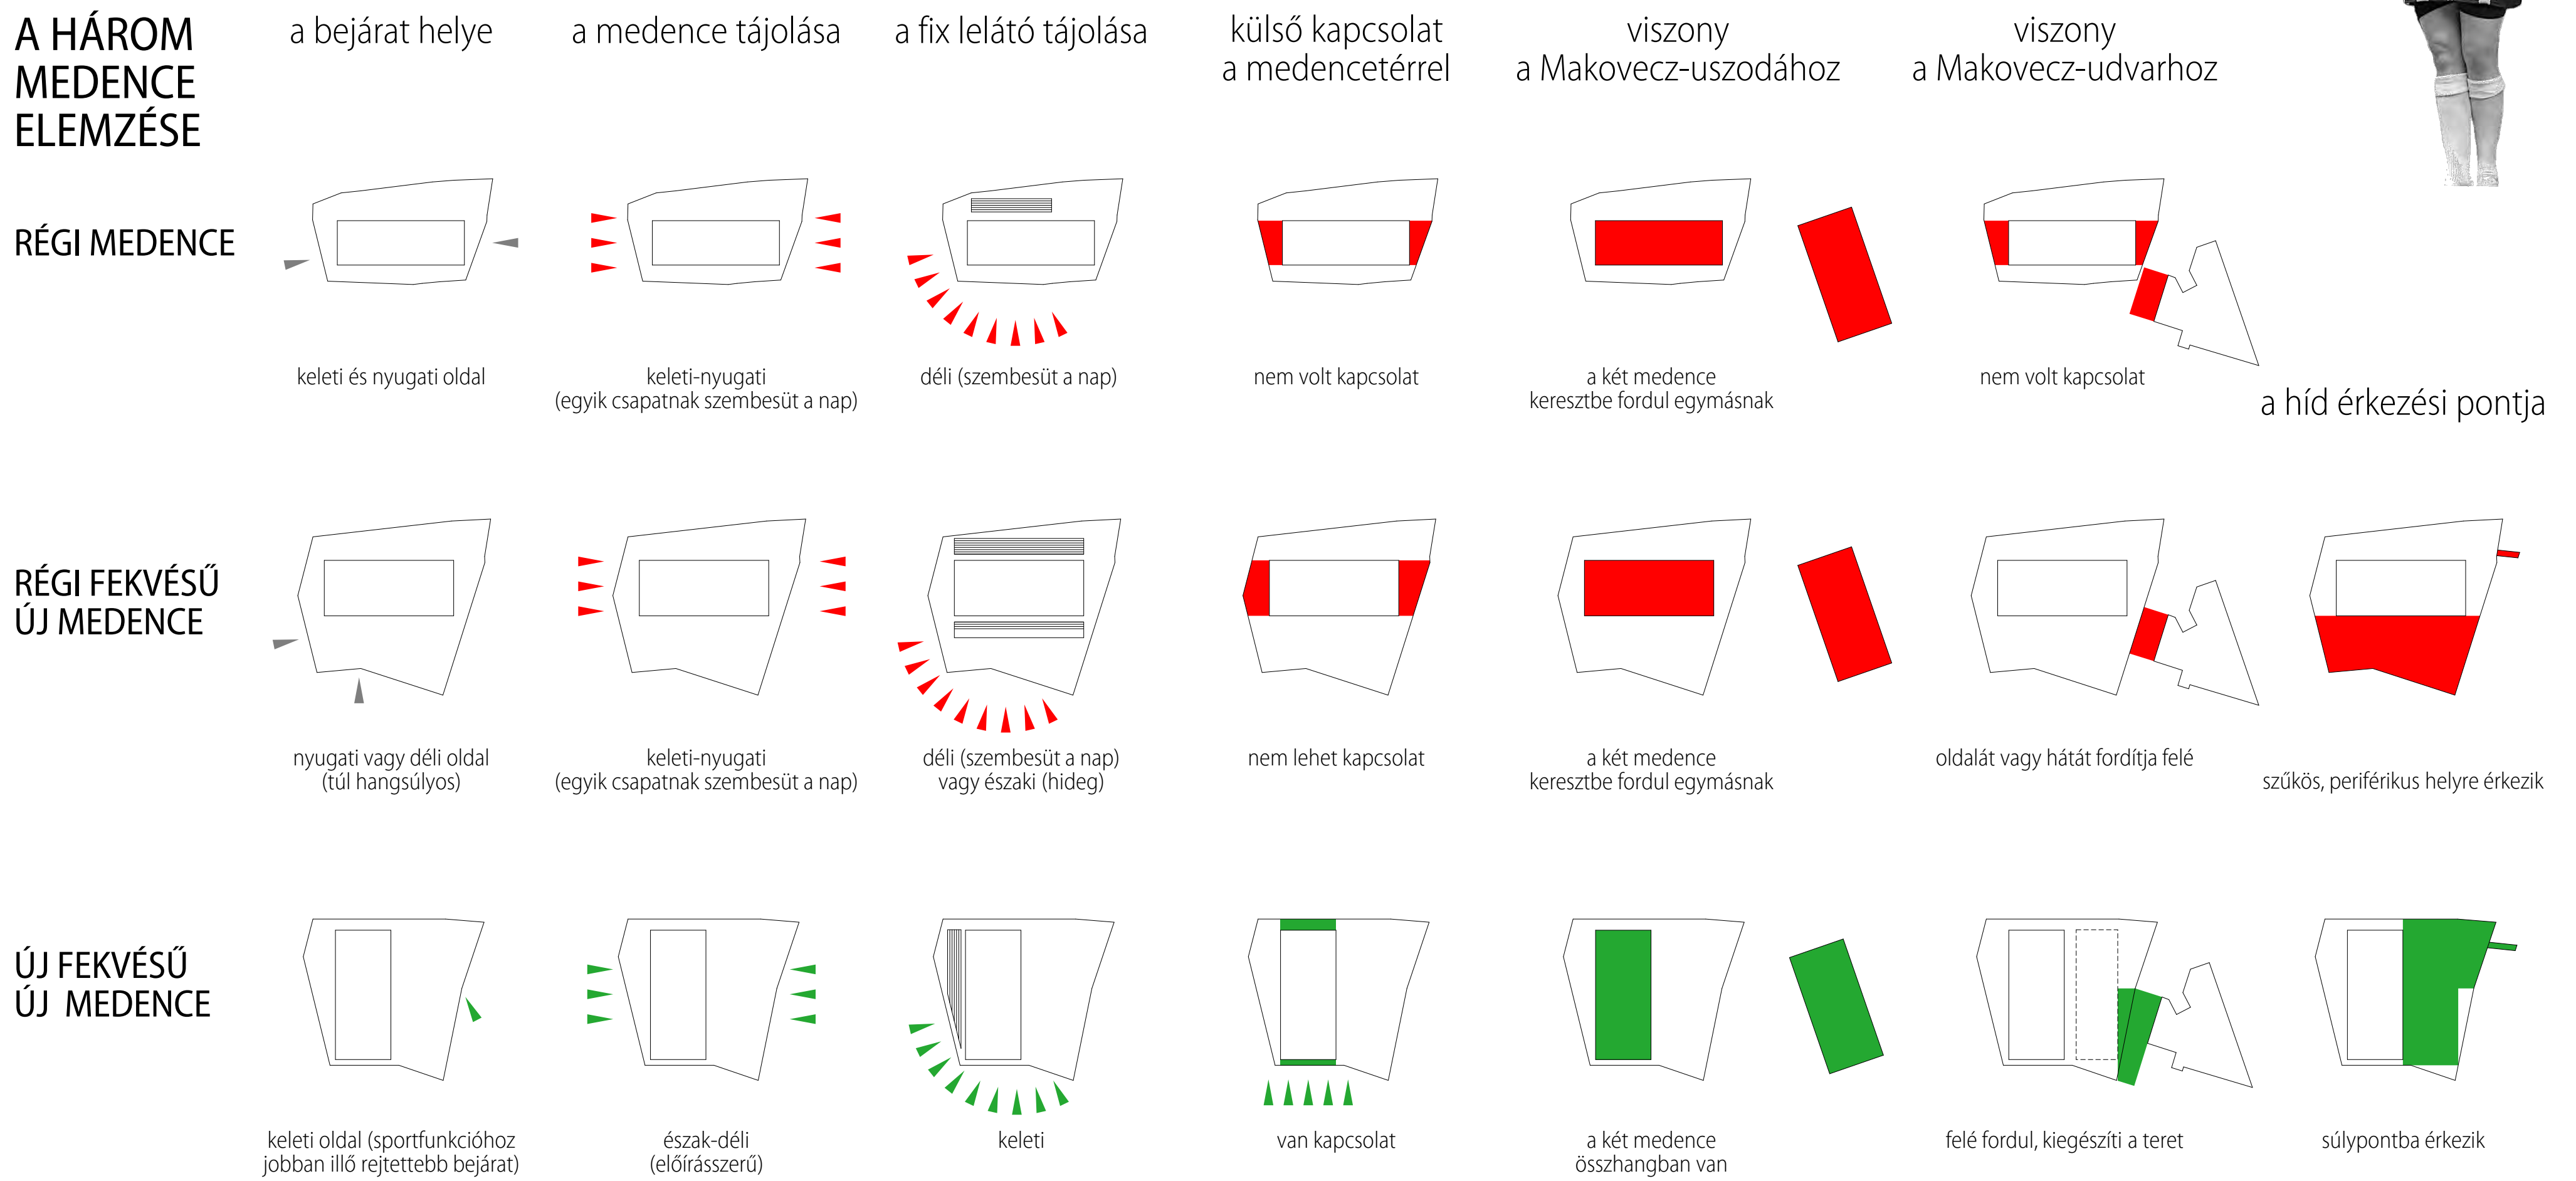 A HÁROM
MEDENCE
ELEMZÉSE
a bejárat helye
a medence tájolása
a fix lelátó tájolása
külső kapcsolat
a medencetérrel
viszony
a Makovecz-uszodához
viszony
a Makovecz-udvarhoz
RÉGI MEDENCE
keleti és nyugati oldal
keleti-nyugati
(egyik csapatnak szembesüt a nap)
déli (szembesüt a nap)
nem volt kapcsolat
a két medence
keresztbe fordul egymásnak
nem volt kapcsolat
a híd érkezési pontja
RÉGI FEKVÉSŰ
ÚJ MEDENCE
nyugati vagy déli oldal
(túl hangsúlyos)
keleti-nyugati
(egyik csapatnak szembesüt a nap)
déli (szembesüt a nap)
vagy északi (hideg)
nem lehet kapcsolat
a két medence
keresztbe fordul egymásnak
oldalát vagy hátát fordítja felé
szűkös, periférikus helyre érkezik
ÚJ FEKVÉSŰ
ÚJ MEDENCE
keleti oldal (sportfunkcióhoz
jobban illő rejtettebb bejárat)
észak-déli
(előírásszerű)
keleti
van kapcsolat
a két medence
összhangban van
felé fordul, kiegészíti a teret
súlypontba érkezik